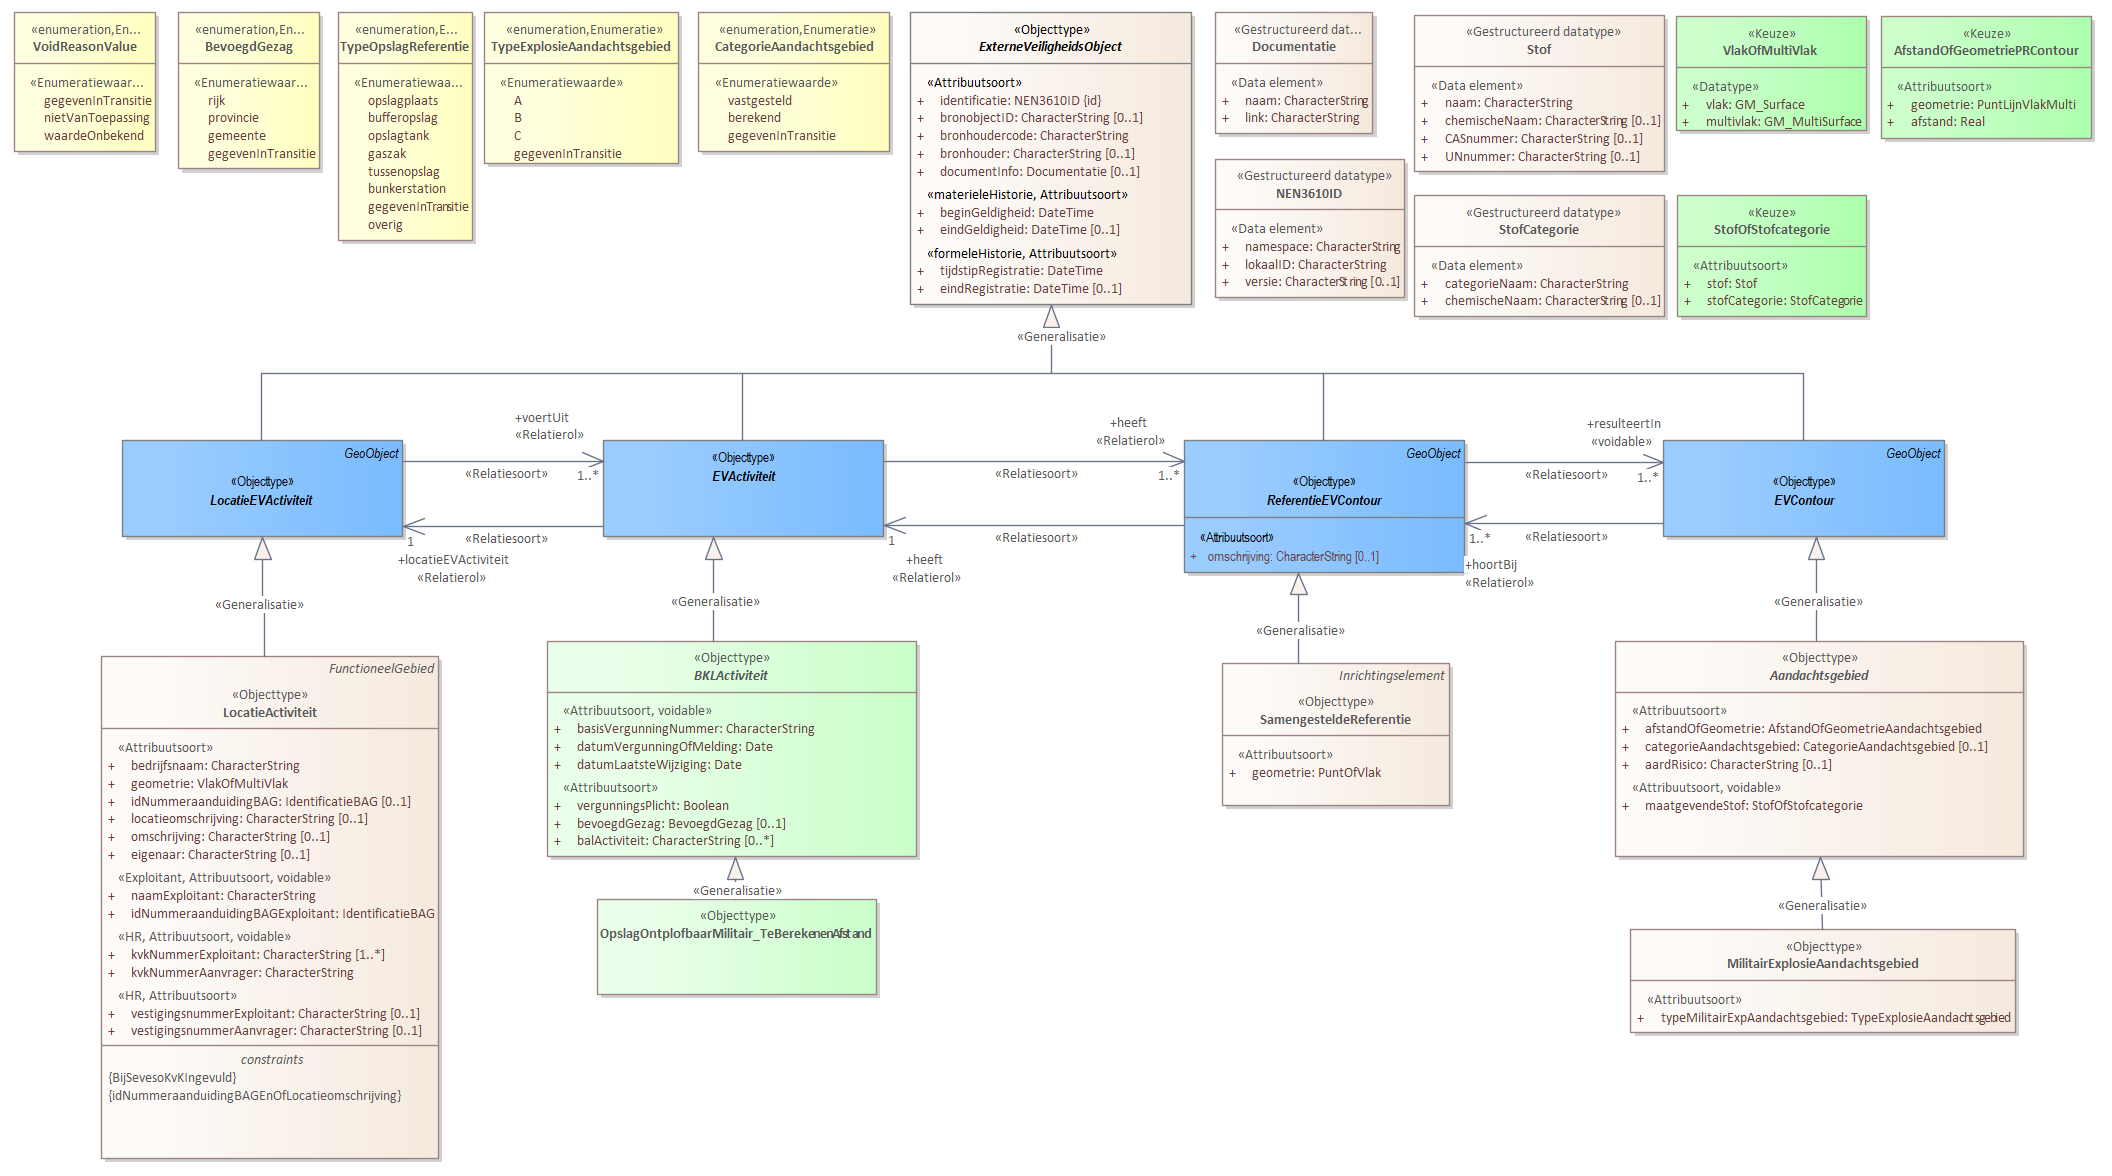 «enumeration,En...
VoidReasonValue
«Enumeratiewaar...
gegevenInTransitie
nietVanToepassing
waardeOnbekend
«enumeration,En...
BevoegdGezag
«Enumeratiewaar...
rijk
provincie
gemeente
gegevenInTransitie
«enumeration,E...
TypeOpslagReferentie
«Enumeratiewaa...
opslagplaats
bufferopslag
opslagtank
gaszak
tussenopslag
bunkerstation
gegevenInTransitie
overig
«enumeration,Enumeratie»
TypeExplosieAandachtsgebied
«Enumeratiewaarde»
A
B
C
gegevenInTransitie
«enumeration,Enumeratie»
CategorieAandachtsgebied
«Enumeratiewaarde»
vastgesteld
berekend
gegevenInTransitie
«Objecttype»
ExterneVeiligheidsObject
«Attribuutsoort»
+ identificatie: NEN3610ID {id}
+ bronobjectID: CharacterString [0..1]
+ bronhoudercode: CharacterString
+ bronhouder: CharacterString [0..1]
+ documentInfo: Documentatie [0..1]
«materieleHistorie, Attribuutsoort»
+ beginGeldigheid: DateTime
+ eindGeldigheid: DateTime [0..1]
«formeleHistorie, Attribuutsoort»
+ tijdstipRegistratie: DateTime
+ eindRegistratie: DateTime [0..1]
«Gestructureerd dat...
Documentatie
«Data element»
+ naam: CharacterString
+ link: CharacterString
«Gestructureerd datatype»
NEN3610ID
«Data element»
+ namespace: CharacterString
+ lokaalID: CharacterString
+ versie: CharacterString [0..1]
«Gestructureerd datatype»
Stof
«Data element»
+ naam: CharacterString
+ chemischeNaam: CharacterString [0..1]
+ CASnummer: CharacterString [0..1]
+ UNnummer: CharacterString [0..1]
«Gestructureerd datatype»
StofCategorie
«Data element»
+ categorieNaam: CharacterString
+ chemischeNaam: CharacterString [0..1]
«Keuze»
VlakOfMultiVlak
«Datatype»
+ vlak: GM_Surface
+ multivlak: GM_MultiSurface
«Keuze»
StofOfStofcategorie
«Attribuutsoort»
+ stof: Stof
+ stofCategorie: StofCategorie
«Keuze»
AfstandOfGeometriePRContour
«Attribuutsoort»
+ geometrie: PuntLijnVlakMulti
+ afstand: Real
«Generalisatie»
GeoObject
«Objecttype»
LocatieEVActiviteit
+voertUit
«Relatierol»
«Relatiesoort»
1..*
«Relatiesoort»
1
+locatieEVActiviteit
«Relatierol»
«Objecttype»
EVActiviteit
+heeft
«Relatierol»
«Relatiesoort»
1..*
«Relatiesoort»
1
+heeft
«Relatierol»
GeoObject
«Objecttype»
ReferentieEVContour
«Attribuutsoort»
+ omschrijving: CharacterString [0..1]
+resulteertIn
«voidable»
«Relatiesoort»
1..*
«Relatiesoort»
1..*
+hoortBij
«Relatierol»
GeoObject
«Objecttype»
EVContour
«Generalisatie»
«Generalisatie»
«Generalisatie»
«Generalisatie»
FunctioneelGebied
«Objecttype»
LocatieActiviteit
«Attribuutsoort»
+ bedrijfsnaam: CharacterString
+ geometrie: VlakOfMultiVlak
+ idNummeraanduidingBAG: IdentificatieBAG [0..1]
+ locatieomschrijving: CharacterString [0..1]
+ omschrijving: CharacterString [0..1]
+ eigenaar: CharacterString [0..1]
«Exploitant, Attribuutsoort, voidable»
+ naamExploitant: CharacterString
+ idNummeraanduidingBAGExploitant: IdentificatieBAG
«HR, Attribuutsoort, voidable»
+ kvkNummerExploitant: CharacterString [1..*]
+ kvkNummerAanvrager: CharacterString
«HR, Attribuutsoort»
+ vestigingsnummerExploitant: CharacterString [0..1]
+ vestigingsnummerAanvrager: CharacterString [0..1]
constraints
{BijSevesoKvKIngevuld}
{idNummeraanduidingBAGEnOfLocatieomschrijving}
«Objecttype»
BKLActiviteit
«Attribuutsoort, voidable»
+ basisVergunningNummer: CharacterString
+ datumVergunningOfMelding: Date
+ datumLaatsteWijziging: Date
«Attribuutsoort»
+ vergunningsPlicht: Boolean
+ bevoegdGezag: BevoegdGezag [0..1]
+ balActiviteit: CharacterString [0..*]
«Generalisatie»
«Objecttype»
OpslagOntplofbaarMilitair_TeBerekenenAfstand
Inrichtingselement
«Objecttype»
SamengesteldeReferentie
«Attribuutsoort»
+ geometrie: PuntOfVlak
«Objecttype»
Aandachtsgebied
«Attribuutsoort»
+ afstandOfGeometrie: AfstandOfGeometrieAandachtsgebied
+ categorieAandachtsgebied: CategorieAandachtsgebied [0..1]
+ aardRisico: CharacterString [0..1]
«Attribuutsoort, voidable»
+ maatgevendeStof: StofOfStofcategorie
«Generalisatie»
«Objecttype»
MilitairExplosieAandachtsgebied
«Attribuutsoort»
+ typeMilitairExpAandachtsgebied: TypeExplosieAandachtsgebied